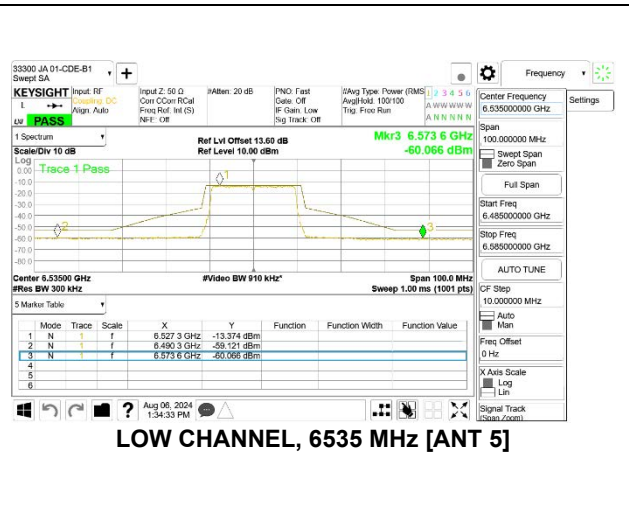 33300 JA 01-CDE-B1
Swept SA
Frequency
KEYSIGHT
Input: RF
Coupling: DC
Align: Auto
Input Z: 50 Ω
Corr CCorr RCal
Freq Ref: Int (S)
NFE: Off
#Atten: 20 dB
PNO: Fast
Gate: Off
IF Gain: Low
Sig Track: Off
#Avg Type: Power (RMS
Avg|Hold: 100/100
Trig: Free Run
1 2 3 4 5 6
A W W W W W
A N N N N N
L
PASS
1 Spectrum
Scale/Div 10 dB
Ref Lvl Offset 13.60 dB
Ref Level 10.00 dBm
Mkr3 6.573 6 GHz
-60.066 dBm
Log
Trace 1 Pass
0.00
-10.0
-20.0
-30.0
-40.0
-50.0
-60.0
-70.0
-80.0
1
2
3
Center 6.53500 GHz
#Res BW 300 kHz
#Video BW 910 kHz*
Span 100.0 MHz
Sweep 1.00 ms (1001 pts)
5 Marker Table
Mode Trace Scale X Y Function Function Width Function Value
1 N 1 f 6.527 3 GHz -13.374 dBm
2 N 1 f 6.490 3 GHz -59.121 dBm
3 N 1 f 6.573 6 GHz -60.066 dBm
4
5
6
Aug 06, 2024
1:34:33 PM
Center Frequency
6.535000000 GHz
Settings
Span
100.000000 MHz
Swept Span
Zero Span
Full Span
Start Freq
6.485000000 GHz
Stop Freq
6.585000000 GHz
AUTO TUNE
CF Step
10.000000 MHz
Auto
Man
Freq Offset
0 Hz
X Axis Scale
Log
Lin
Signal Track
(Span Zoom)
LOW CHANNEL, 6535 MHz [ANT 5]